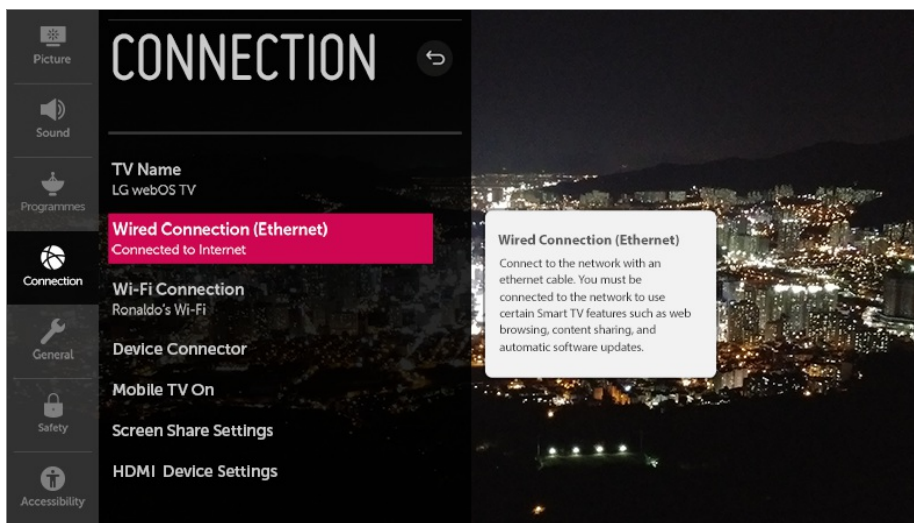 Picture
Sound
Programmes
Connection
General
Safety
Accessibility
CONNECTION
TV Name
LG webOS TV
Wired Connection (Ethernet)
Connected to Internet
Wi-Fi Connection
Ronaldo's Wi-Fi
Device Connector
Mobile TV On
Screen Share Settings
HDMI Device Settings
Wired Connection (Ethernet)
Connect to the network with an
ethernet cable. You must be
connected to the network to use
certain Smart TV features such as web
browsing, content sharing, and
automatic software updates.